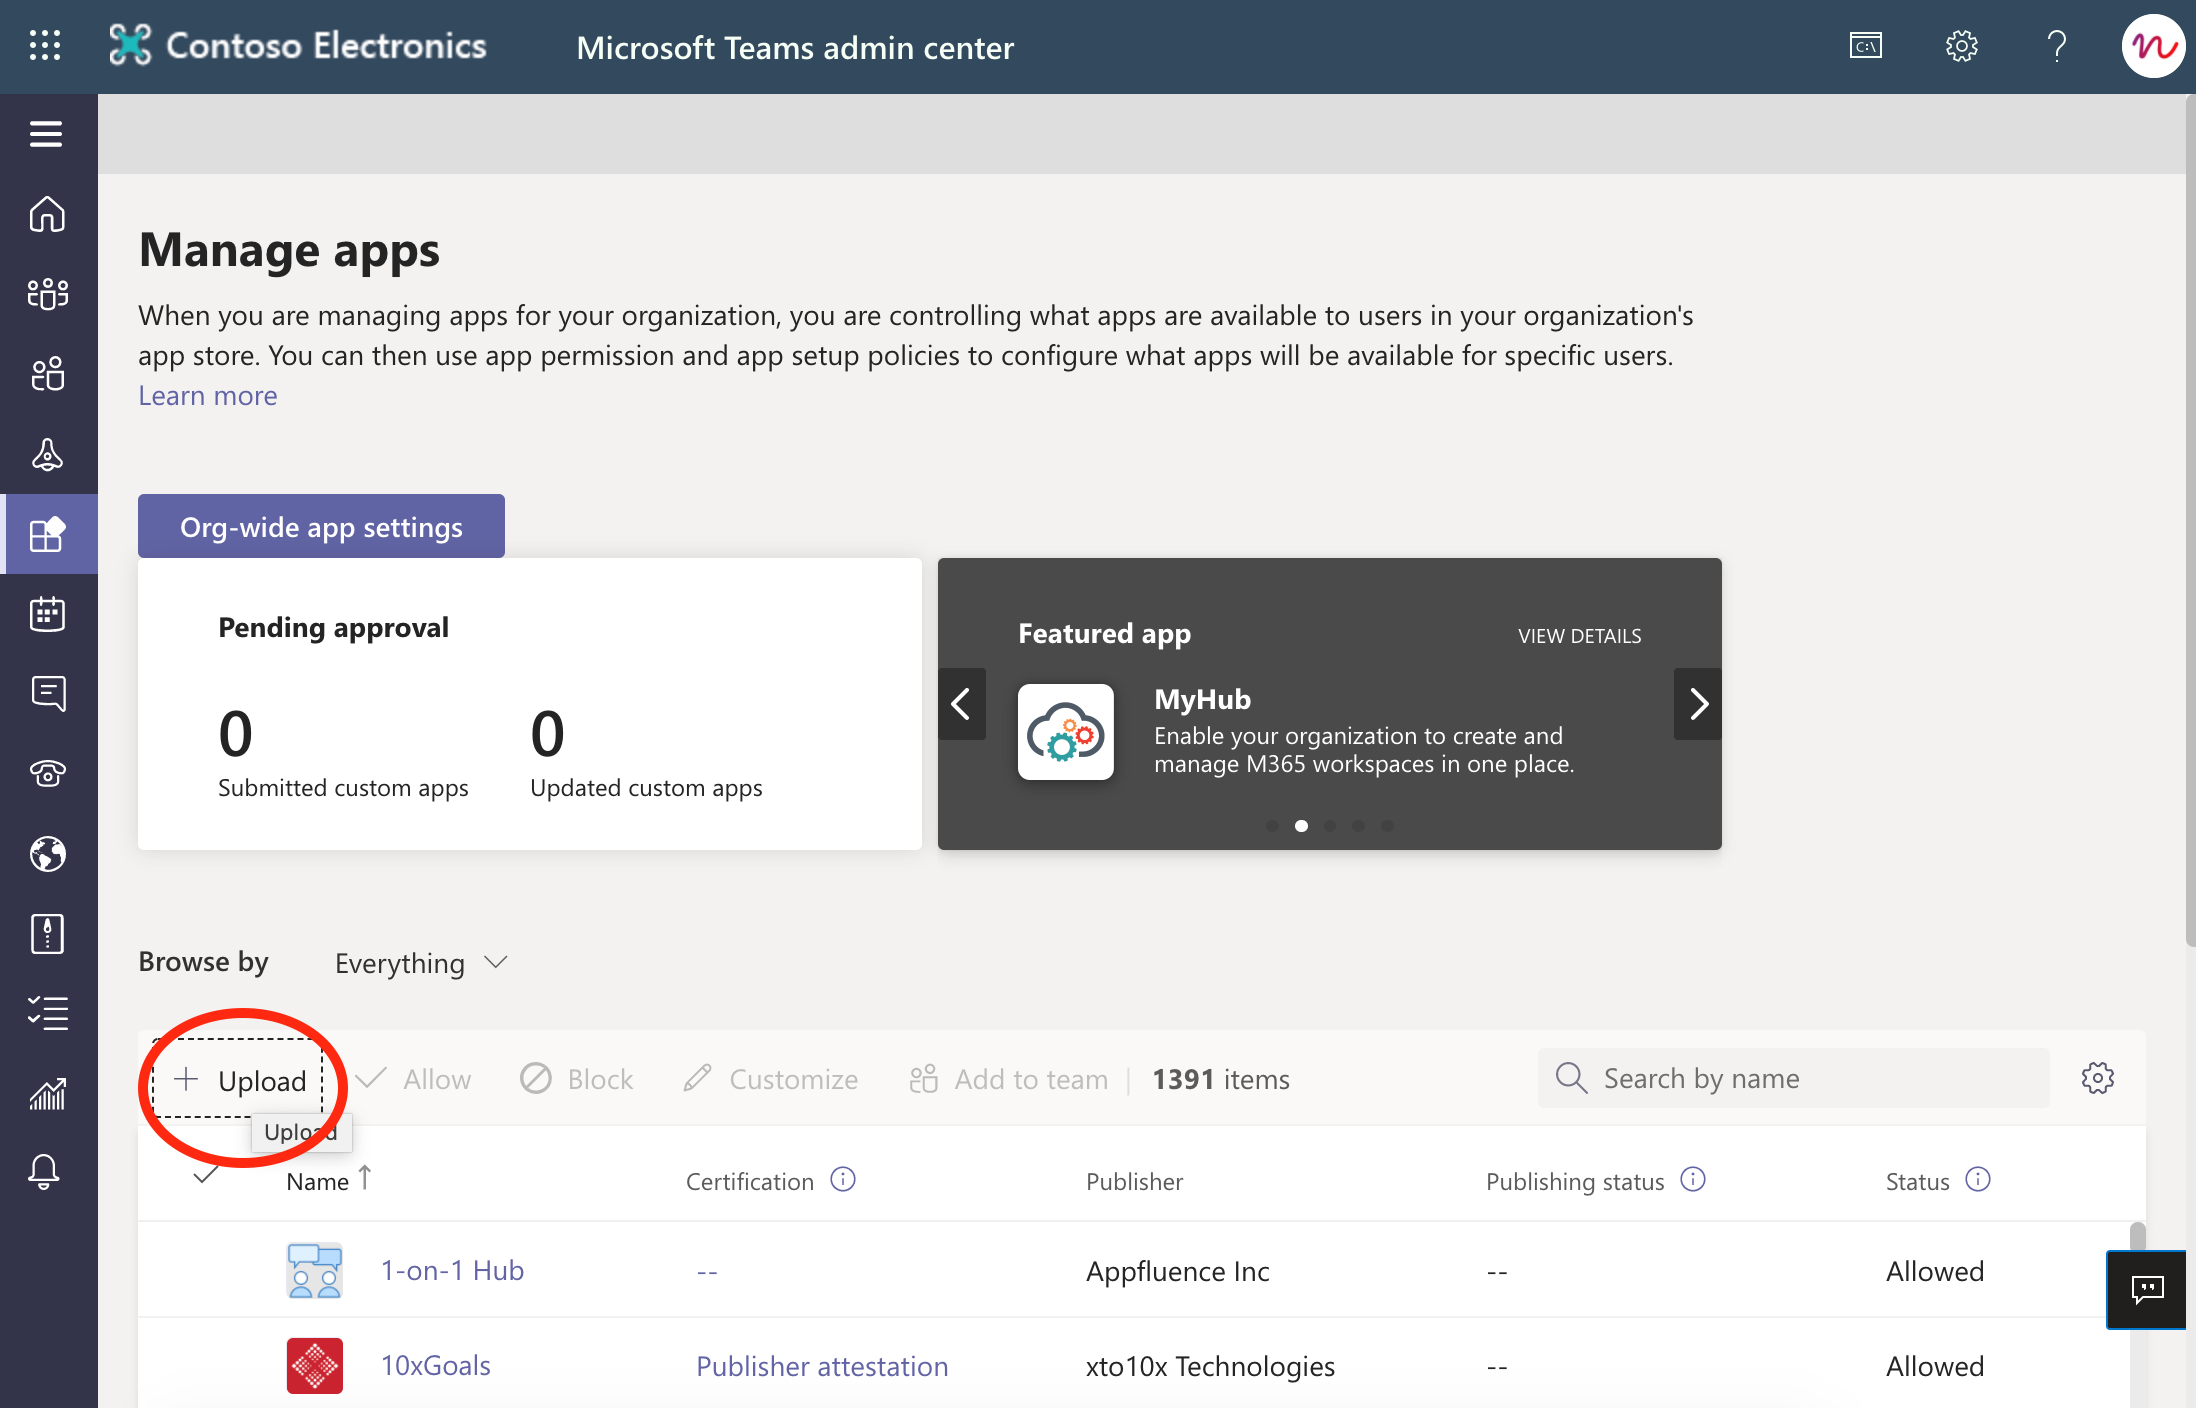 Contoso Electronics
Microsoft Teams admin center
C:\
Manage apps
When you are managing apps for your organization, you are controlling what apps are available to users in your organization's
app store. You can then use app permission and app setup policies to configure what apps will be available for specific users.
Learn more
Org-wide app settings
Pending approval
0
Submitted custom apps
0
Updated custom apps
Featured app
VIEW DETAILS
MyHub
Enable your organization to create and
manage M365 workspaces in one place.
Browse by
Everything
Upload
Allow
Block
Customize
Add to team
1391 items
Search by name
Upload
Name
Certification
Publisher
Publishing status
Status
1-on-1 Hub
--
Appfluence Inc
--
Allowed
10xGoals
Publisher attestation
xto10x Technologies
--
Allowed